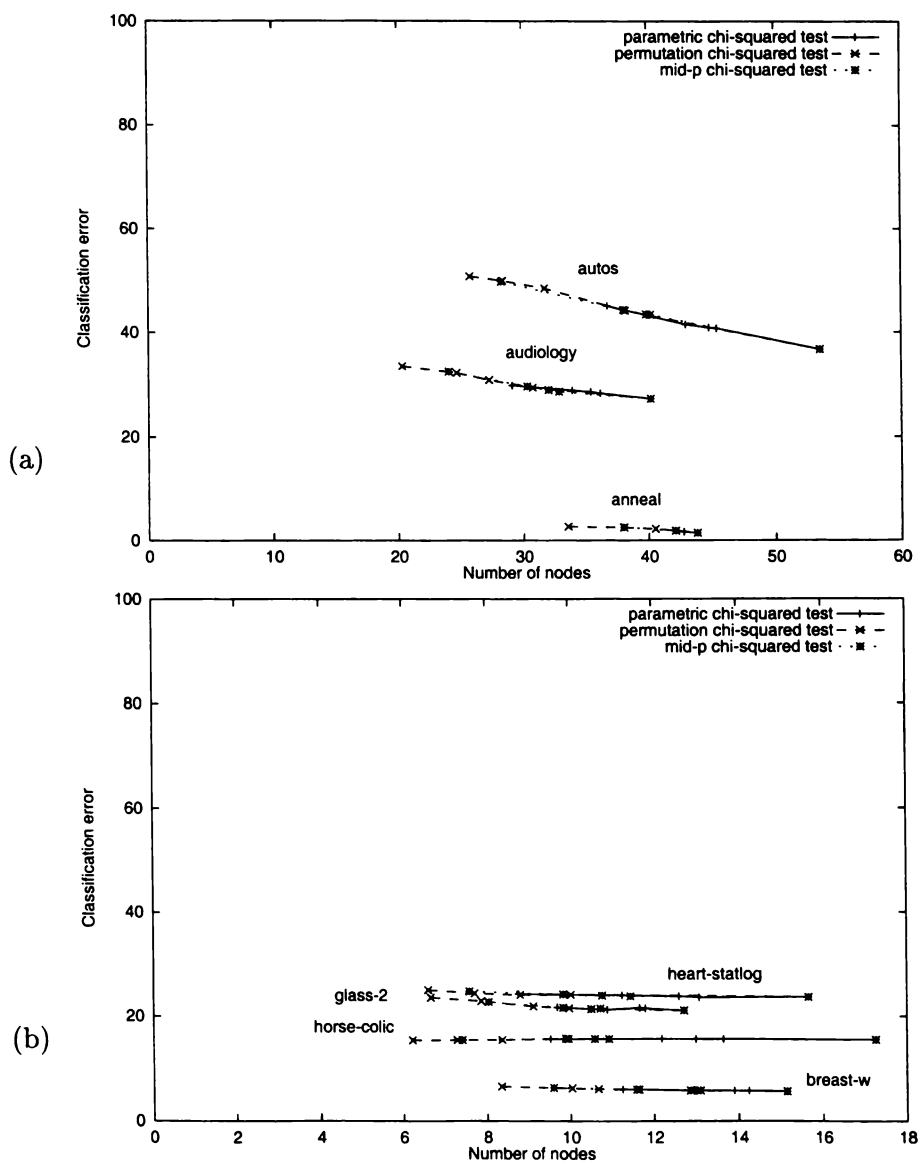 parametric chi-squared test
permutation chi-squared test
mid-p chi-squared test
100
80
60
40
20
0
Classification error
autos
audiology
anneal
(a)
0 10 20 30 40 50 60
Number of nodes
parametric chi-squared test
permutation chi-squared test
mid-p chi-squared test
100
80
60
40
20
0
Classification error
heart-statlog
glass-2
horse-colic
breast-w
(b)
0 2 4 6 8 10 12 14 16 18
Number of nodes